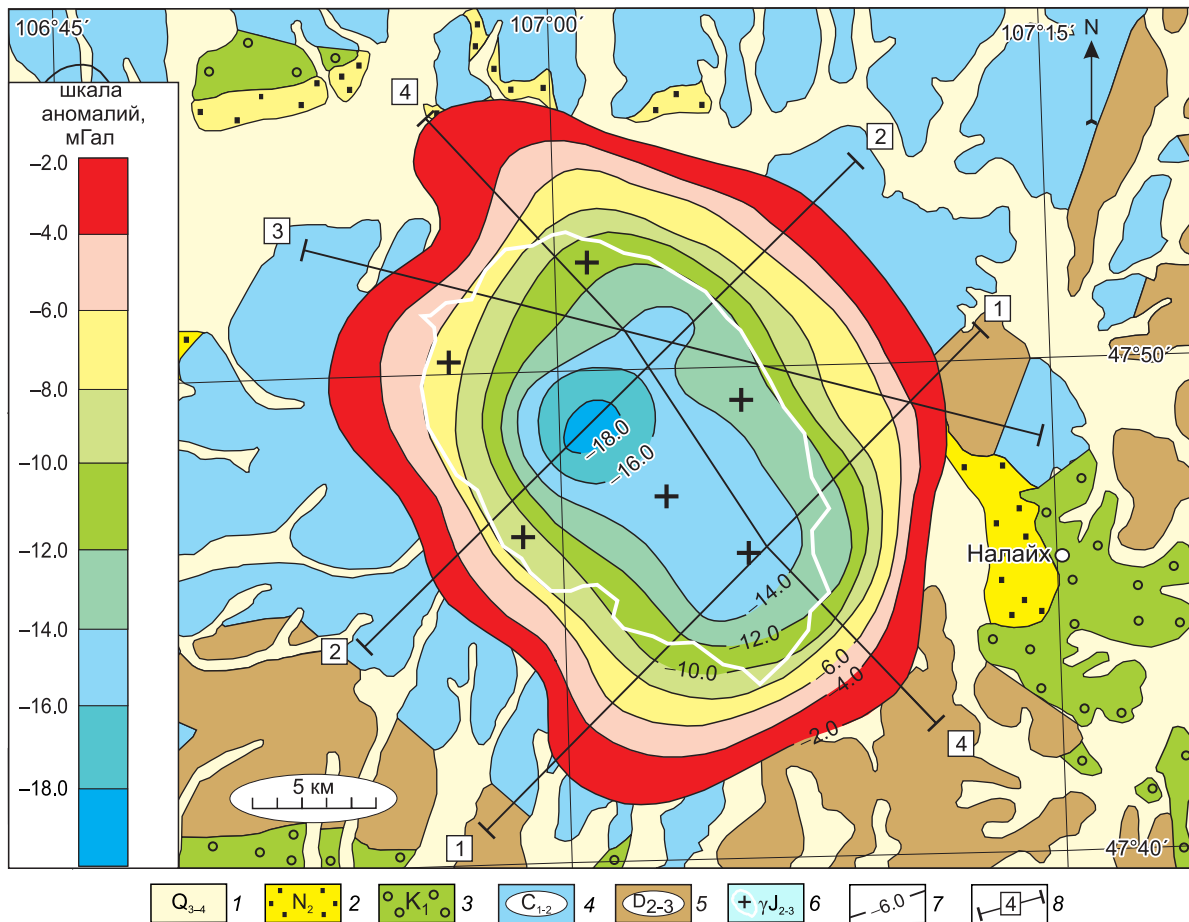 106°45´
107°00´
107°15´
N
шкала
аномалий,
мГал
–2.0
–4.0
–6.0
–8.0
–10.0
–12.0
–14.0
–16.0
–18.0
4
2
3
1
47°50´
–18.0
–16.0
Налайх
–14.0
–12.0
–10.0
–6.0
–4.0
–2.0
2
4
1
5 км
47°40´
Q3–4 1
N2 2
K1 3
C1-2 4
D2-3 5
γJ2-3 6
–6.0 7
4 8